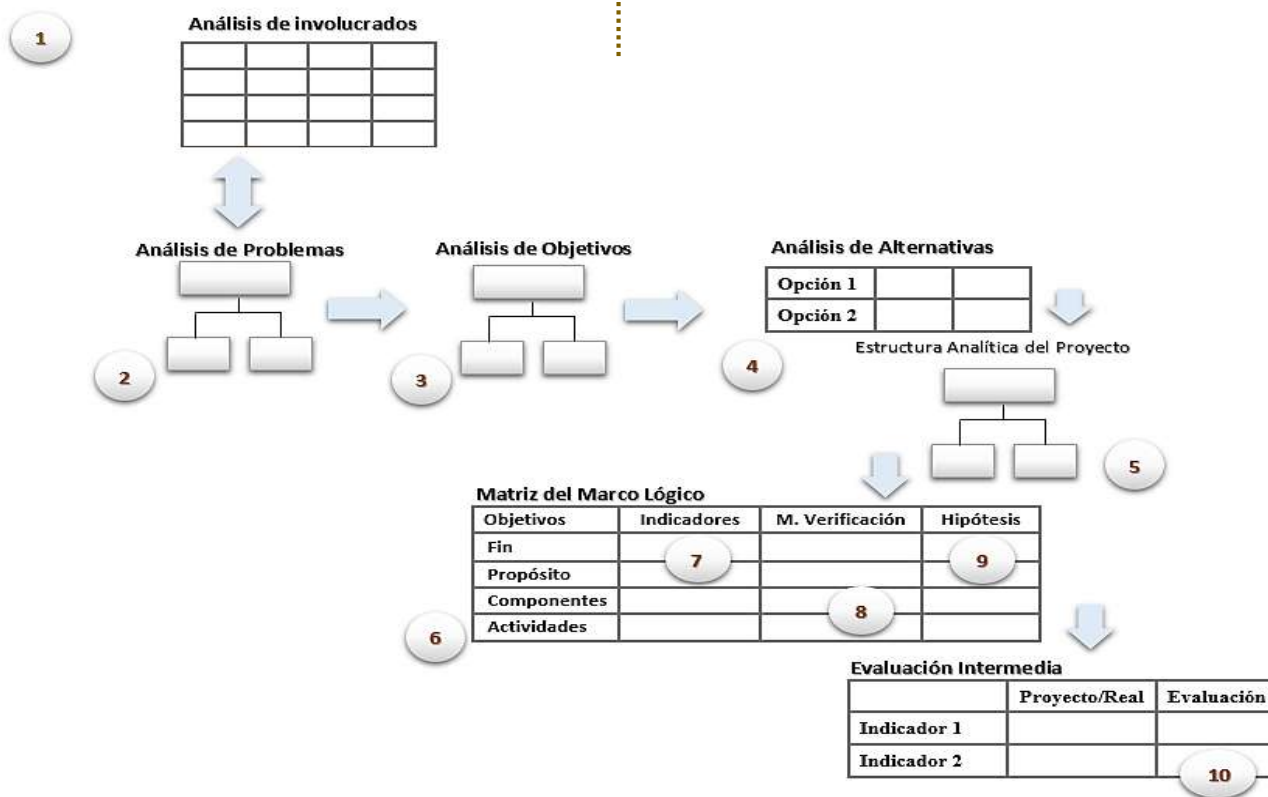 1
Análisis de involucrados
Análisis de Problemas
Análisis de Objetivos
Análisis de Alternativas
Opción 1
Opción 2
2
3
4
Estructura Analítica del Proyecto
5
Matriz del Marco Lógico
Objetivos Indicadores M. Verificación Hipótesis
Fin
7
9
Propósito
Componentes
8
Actividades
6
Evaluación Intermedia
Proyecto/Real Evaluación
Indicador 1
Indicador 2
10